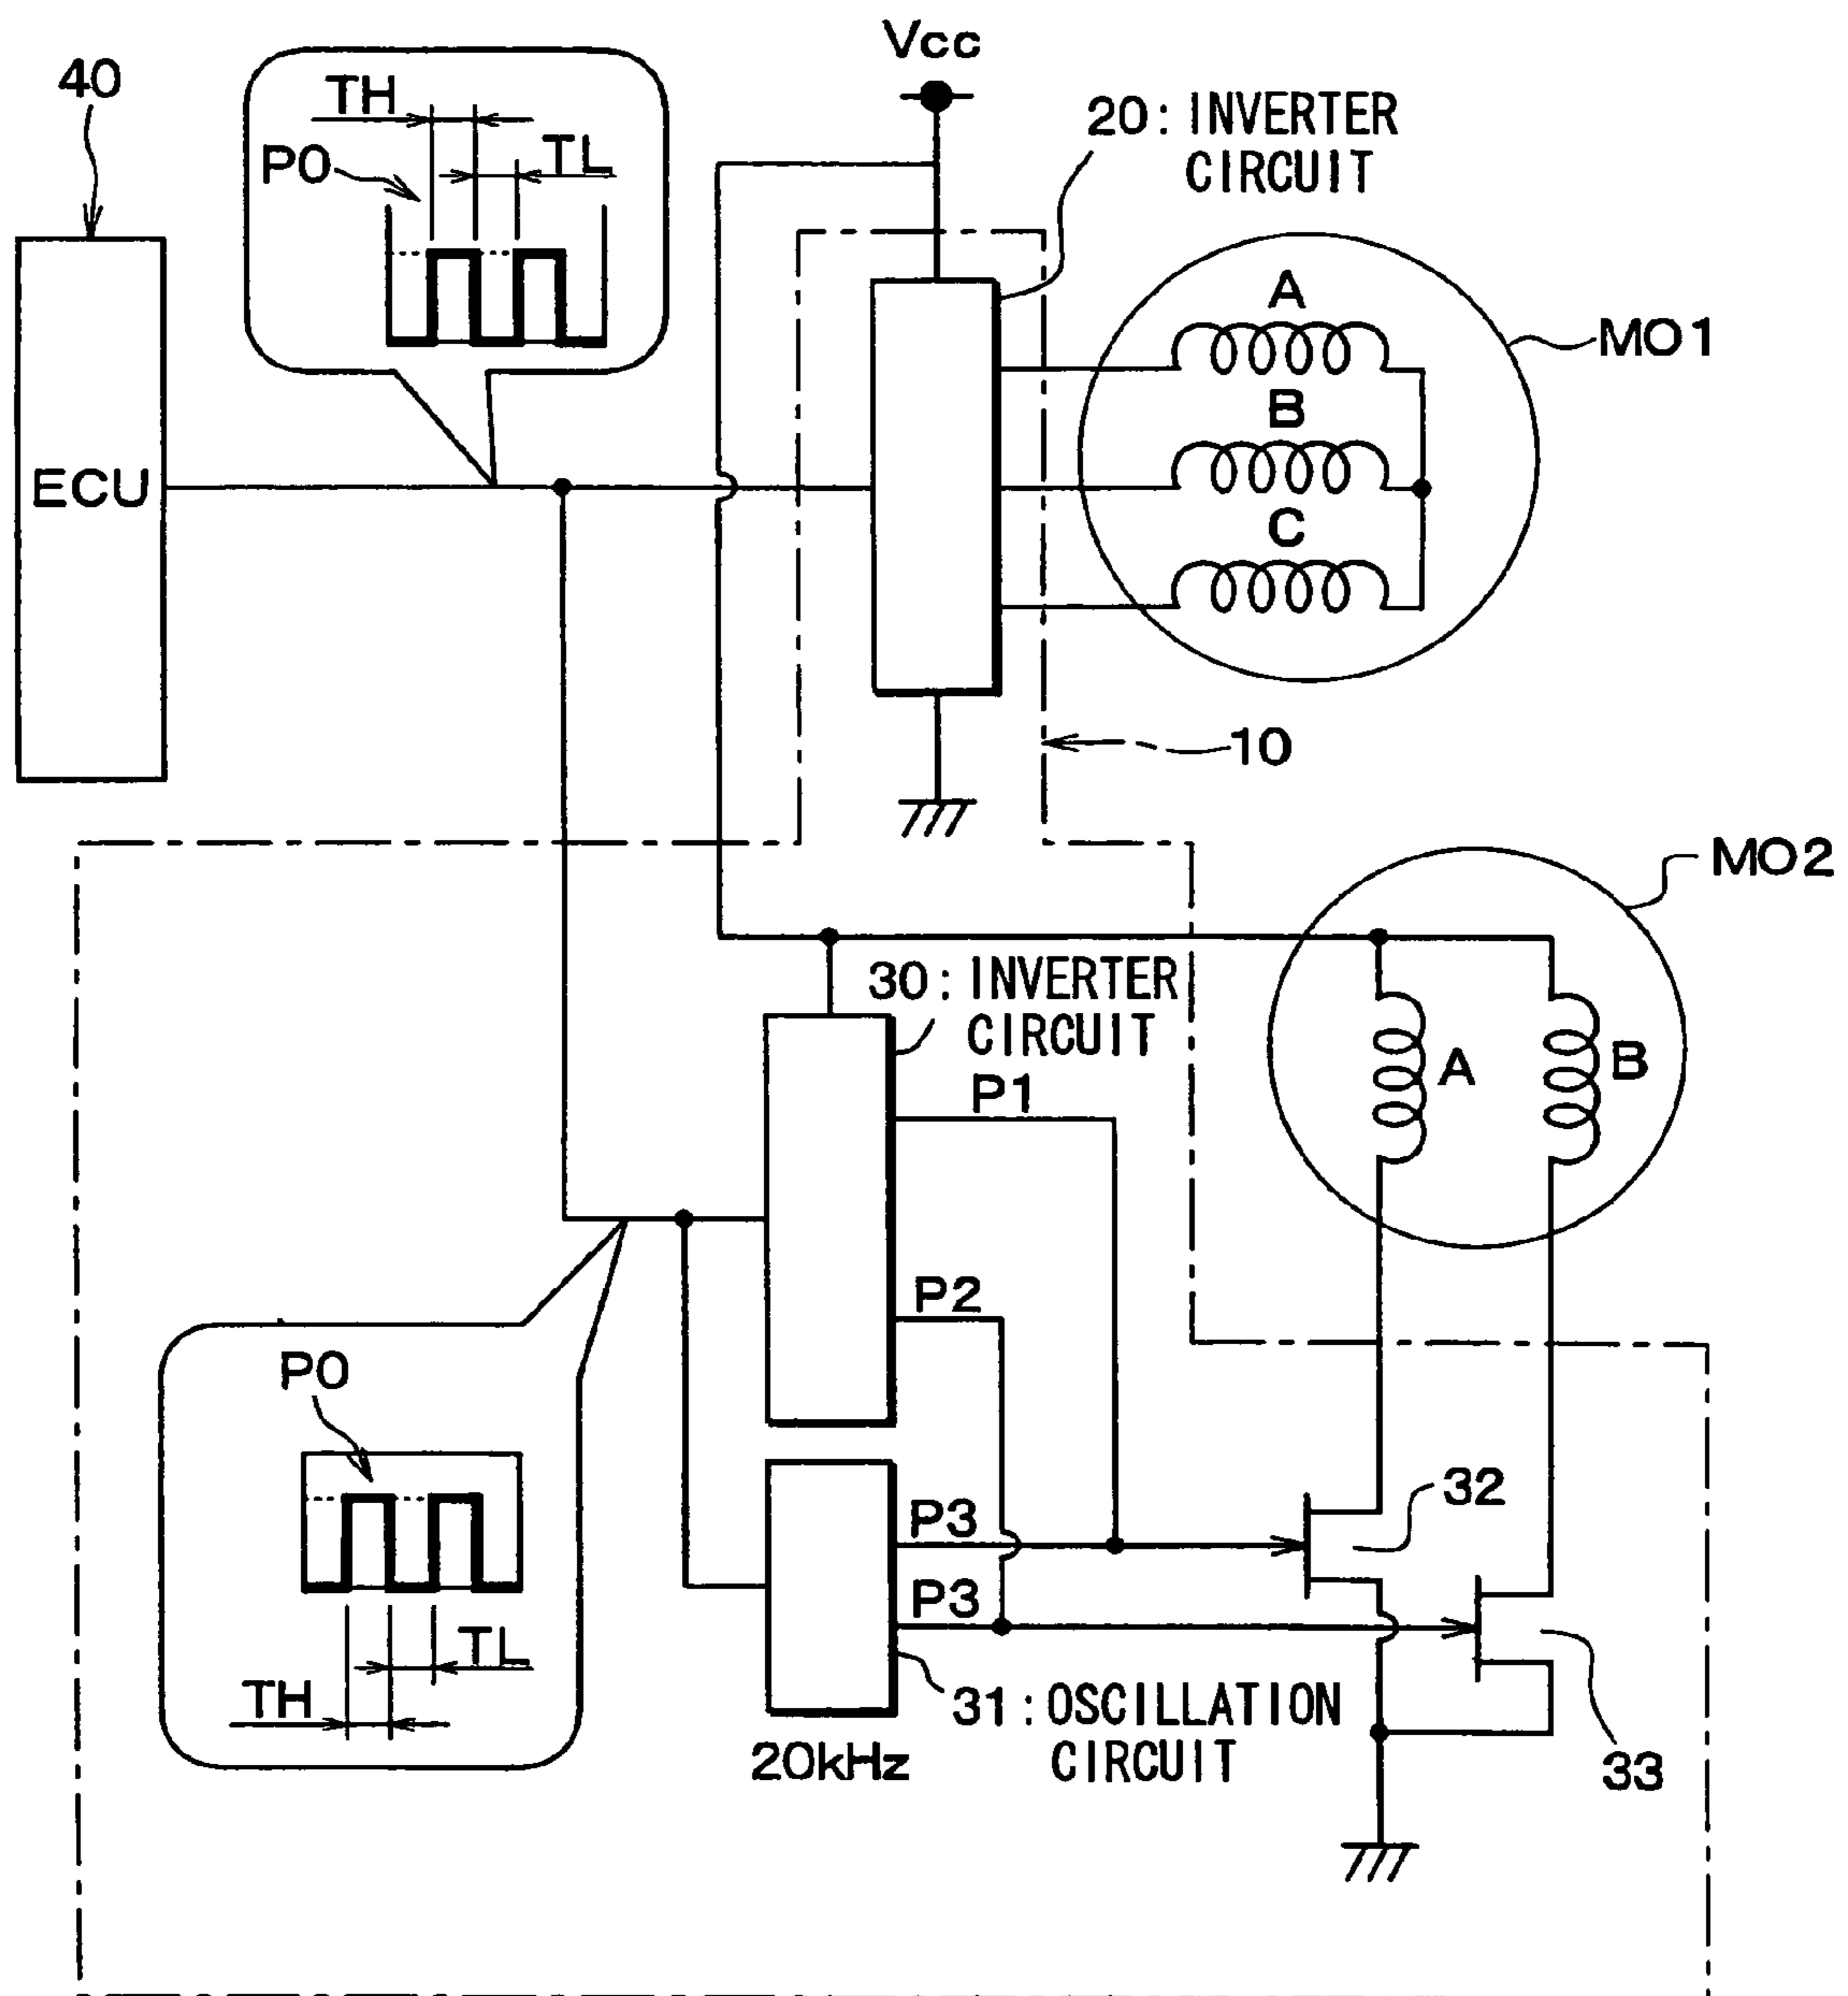 Vcc
40
TH
TL
P0
20: INVERTER
CIRCUIT
A
MO1
B
ECU
C
10
MO2
30: INVERTER
CIRCUIT
A
B
P1
P2
P0
32
P3
P3
TL
TH
31: OSCILLATION
CIRCUIT
20kHz
33